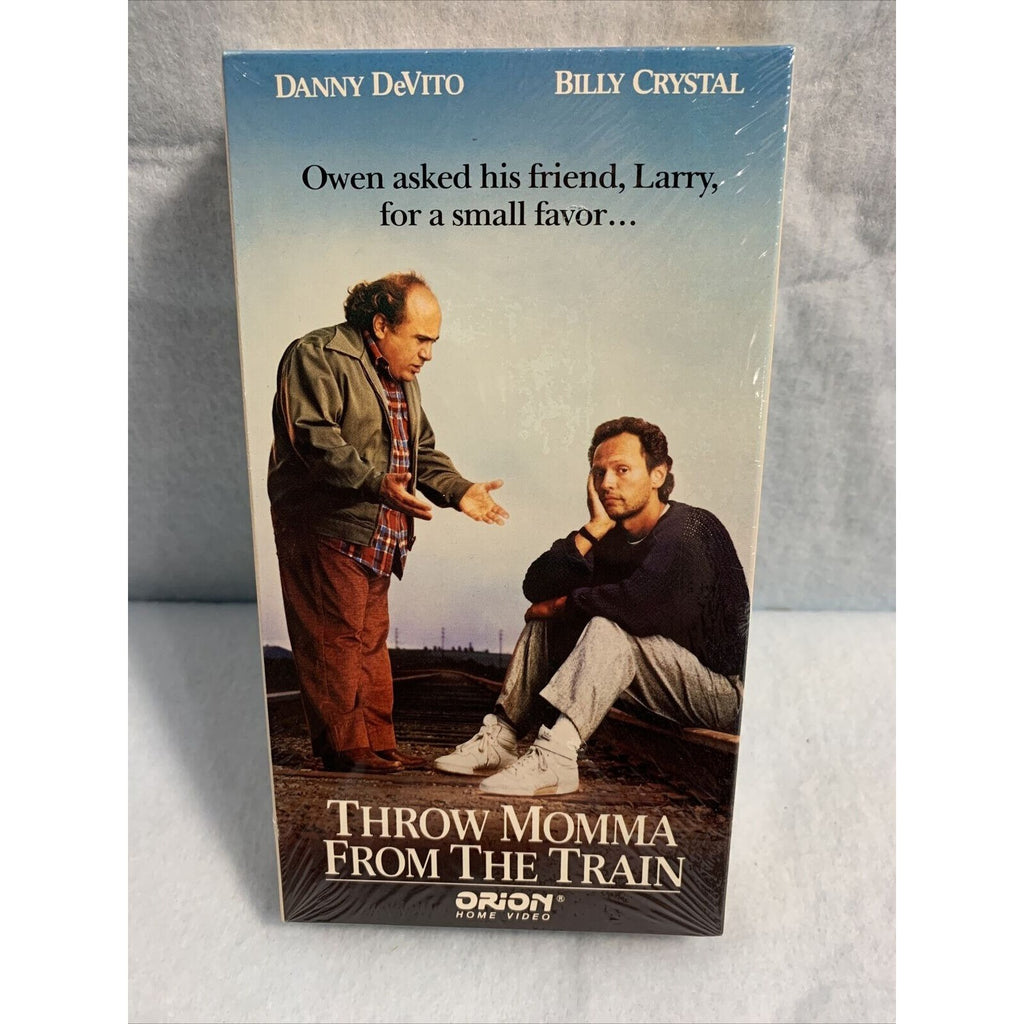 DANNY DeVITO BILLY CRYSTAL
Owen asked his friend, Larry,
for a small favor...
THROW MOMMA
FROM THE TRAIN
ORION®
HOME VIDEO